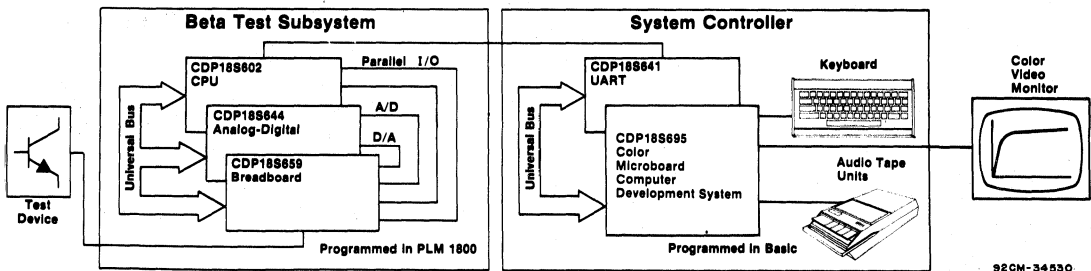 Beta Test Subsystem
System Controller
CDP18S602
CPU
Parallel I/O
CDP18S644
Analog-Digital
A/D
D/A
CDP18S659
Breadboard
Universal Bus
Test
Device
Programmed in PLM 1800
CDP18S641
UART
Universal Bus
CDP18S695
Color
Microboard
Computer
Development System
Keyboard
Audio Tape
Units
Programmed in Basic
Color
Video
Monitor
92CM-34530